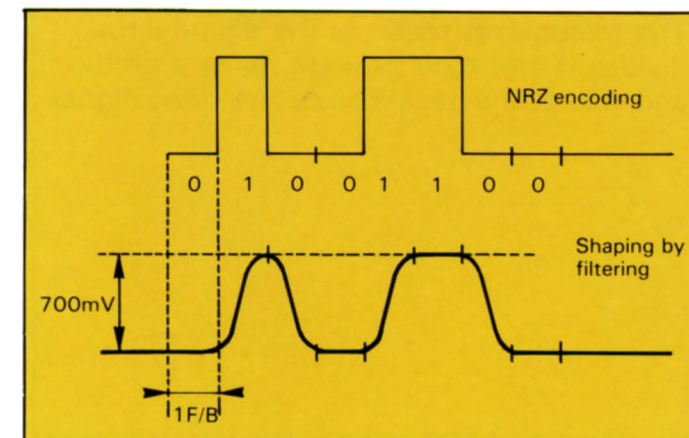 NRZ encoding
0 1 0 0 1 1 0 0
Shaping by
filtering
700mV
1F/B